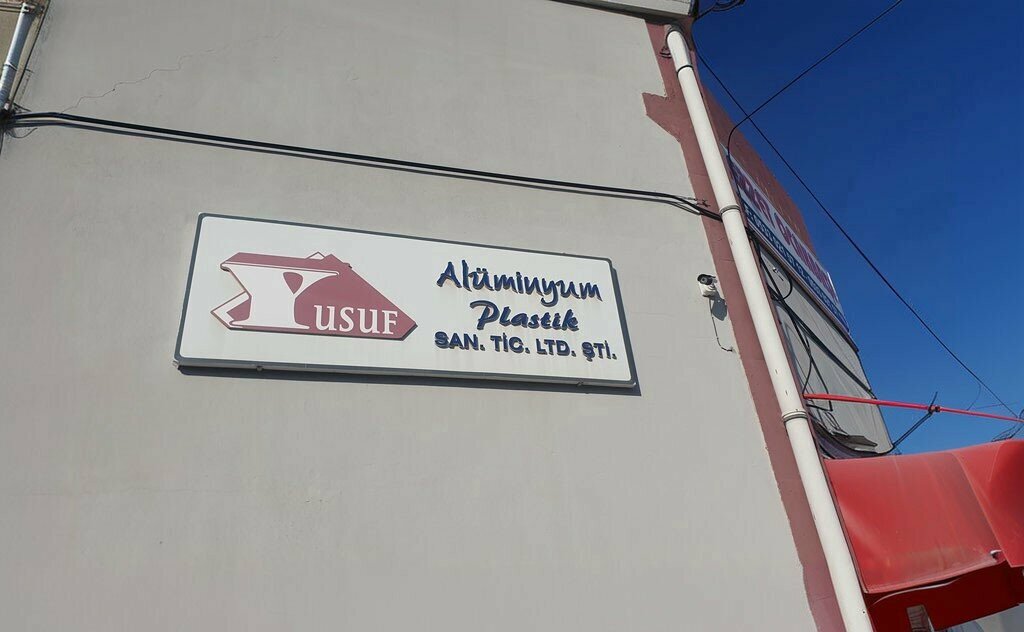 YUSUF
Alüminyum
Plastik
SAN. TİC. LTD. ŞTİ.